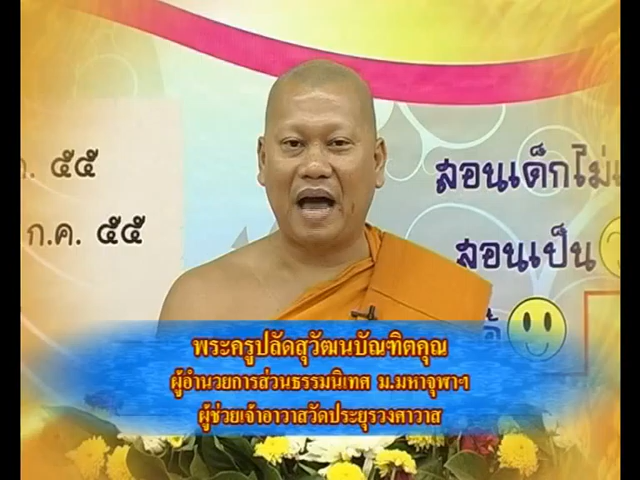 ๕๕
ก.ค. ๕๕
สอนเด็กไม่
สอนเป็น
พระครูปลัดสุวัฒนบัณฑิตคุณ
ผู้อำนวยการส่วนธรรมนิเทศ ม.มหาจุฬาฯ
ผู้ช่วยเจ้าอาวาสวัดประยุรวงศาวาส